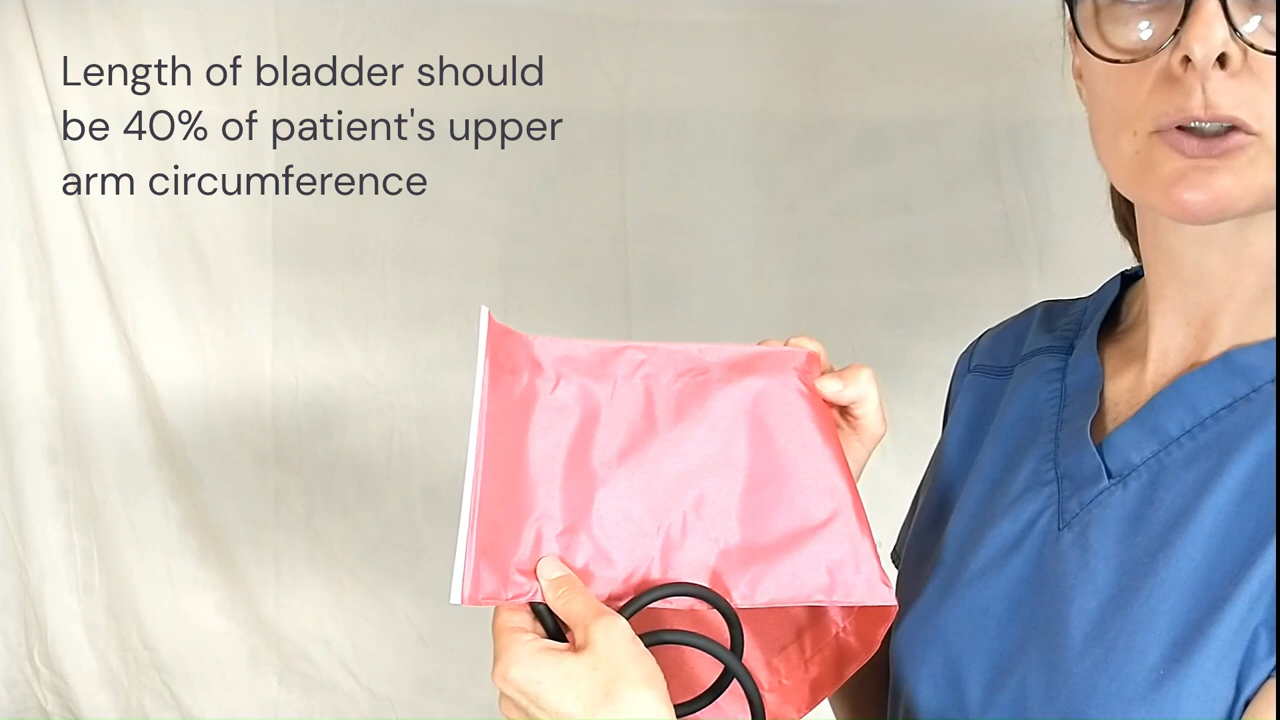 Length of bladder should
be 40% of patient's upper
arm circumference